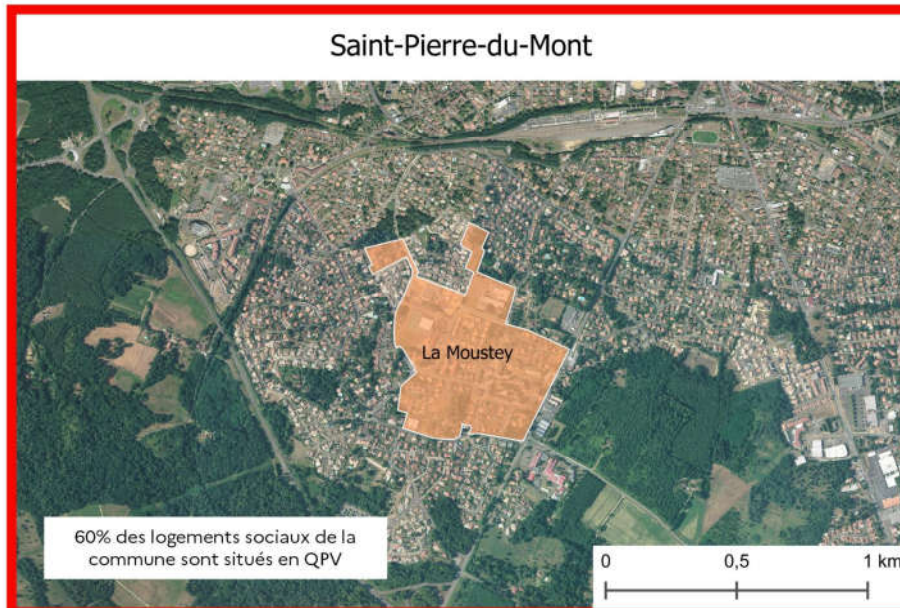 Saint-Pierre-du-Mont
La Moustey
60% des logements sociaux de la
commune sont situés en QPV
0 0,5 1 km